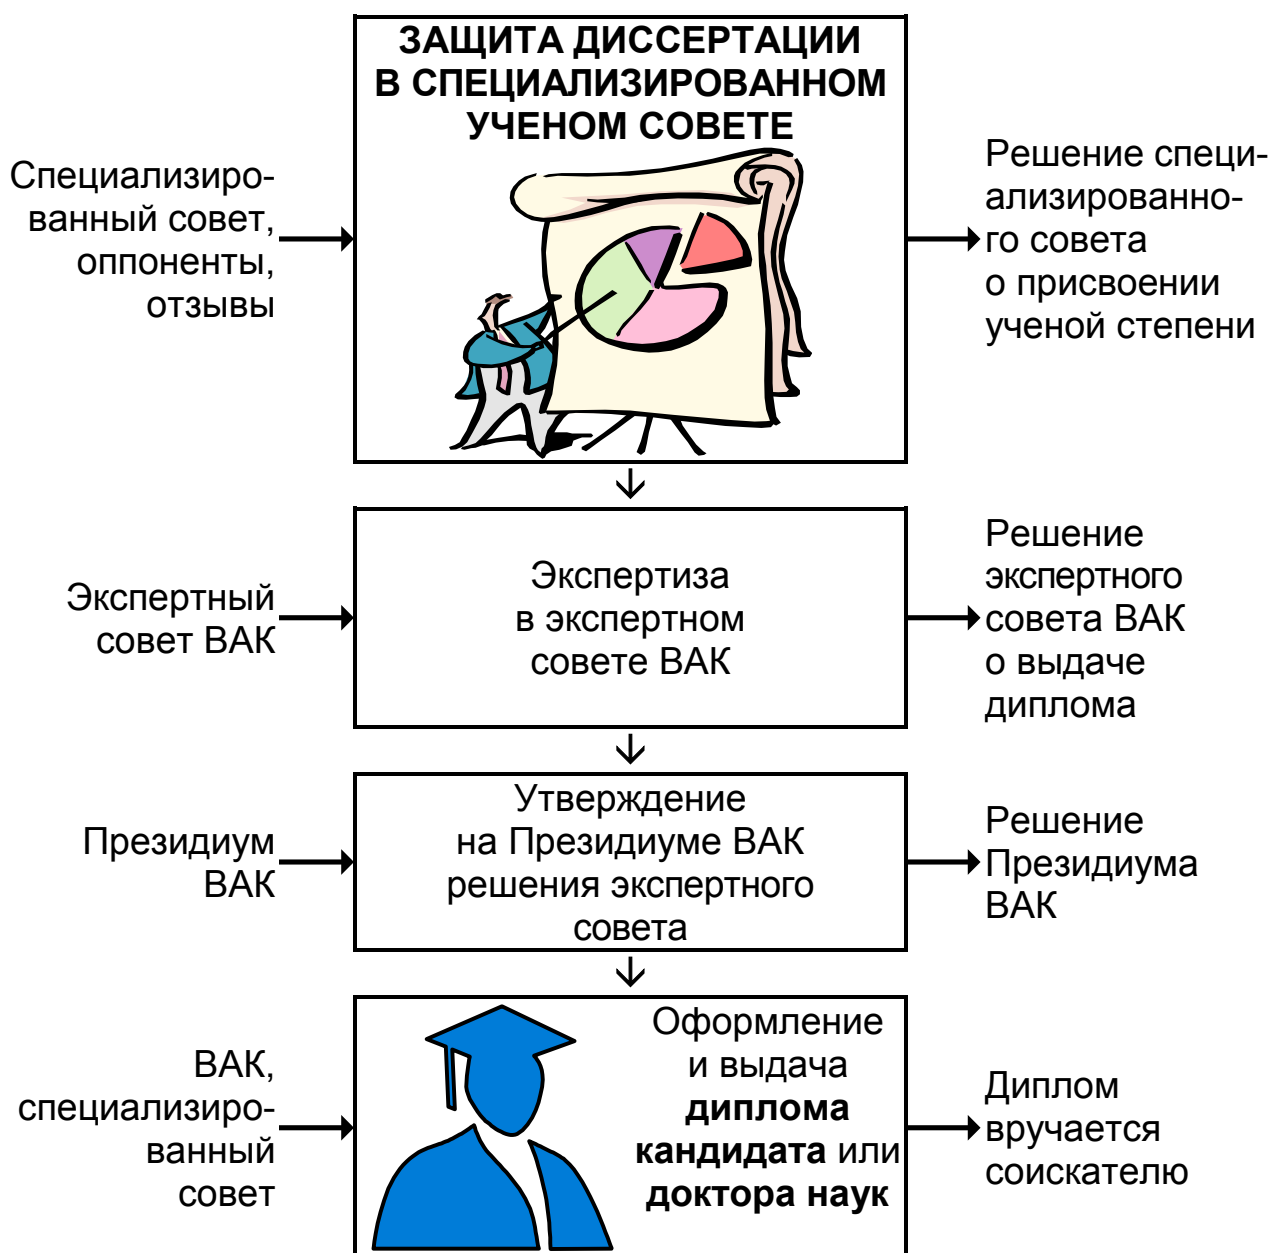 ЗАЩИТА ДИССЕРТАЦИИ
В СПЕЦИАЛИЗИРОВАННОМ
УЧЕНОМ СОВЕТЕ
Специализиро-
ванный совет,
оппоненты,
отзывы
Решение специ-
ализированно-
го совета
о присвоении
ученой степени
Экспертный
совет ВАК
Экспертиза
в экспертном
совете ВАК
Решение
экспертного
совета ВАК
о выдаче
диплома
Президиум
ВАК
Утверждение
на Президиуме ВАК
решения экспертного
совета
Решение
Президиума
ВАК
ВАК,
специализиро-
ванный
совет
Оформление
и выдача
диплома
кандидата или
доктора наук
Диплом
вручается
соискателю